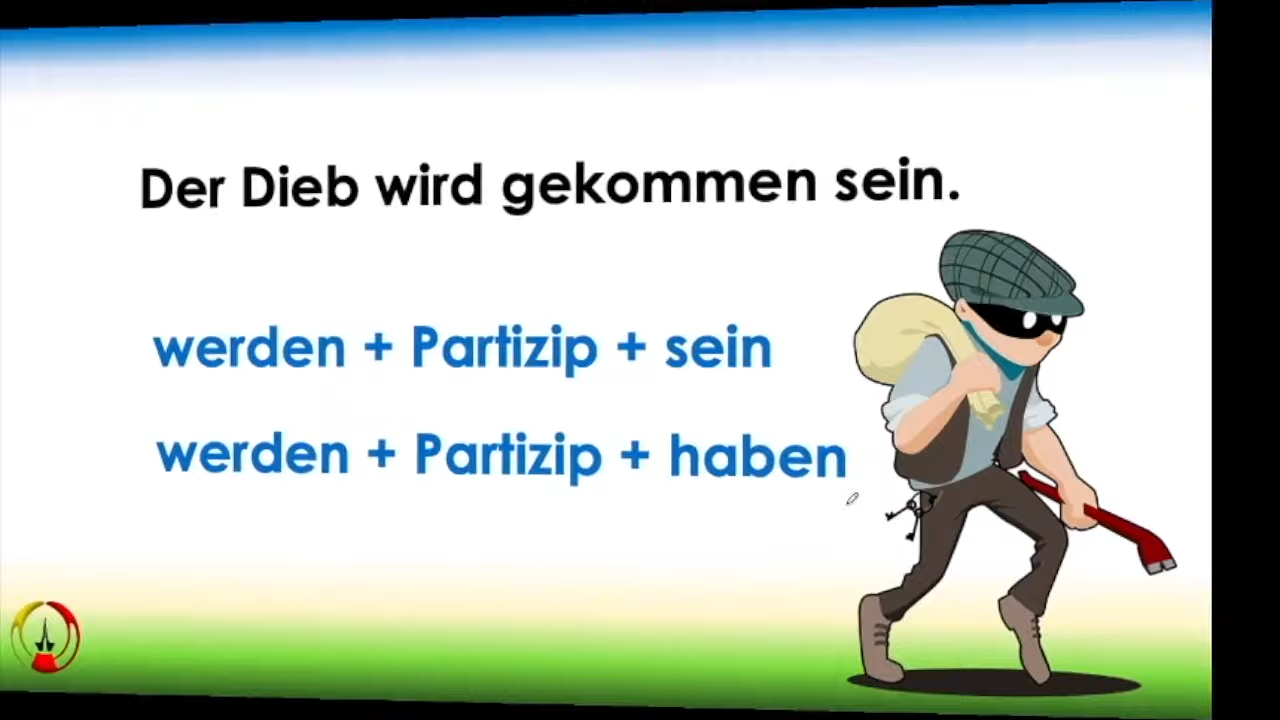 Der Dieb wird gekommen sein.
werden + Partizip + sein
werden + Partizip + haben